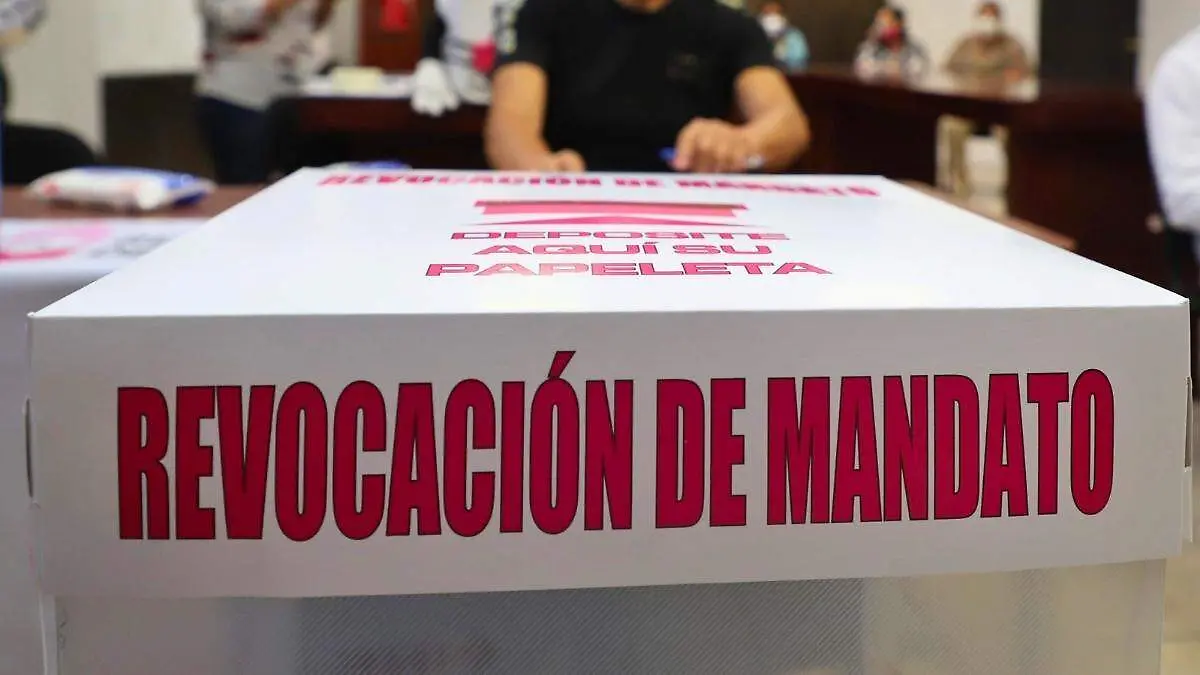 REVOCACIÓN DE MANDATO
DEPOSITE
AQUÍ SU
PAPELETA
REVOCACIÓN DE MANDATO